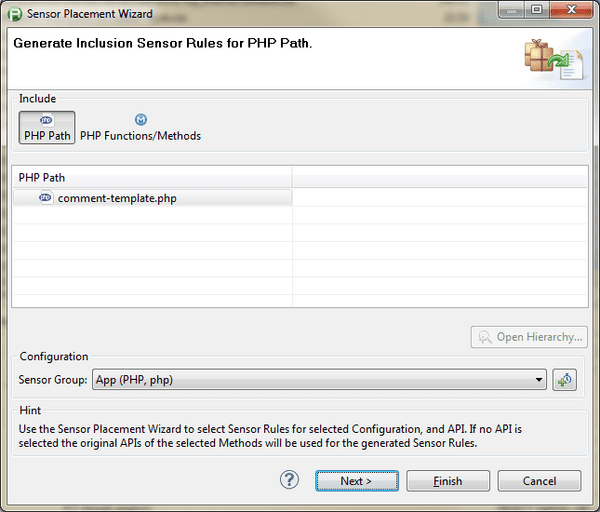 Sensor Placement Wizard
Generate Inclusion Sensor Rules for PHP Path.
Include
php
M
PHP Path
PHP Functions/Methods
PHP Path
php comment-template.php
Open Hierarchy...
Configuration
Sensor Group: App (PHP, php)
Hint
Use the Sensor Placement Wizard to select Sensor Rules for selected Configuration, and API. If no API is
selected the original APIs of the selected Methods will be used for the generated Sensor Rules.
? Next > Finish Cancel